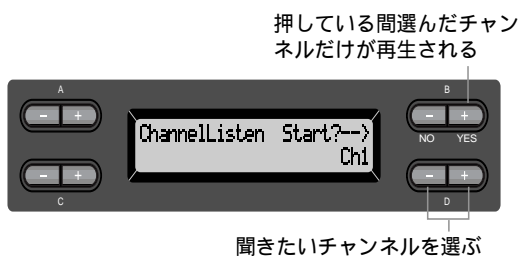 押している間選んだチャン
ネルだけが再生される
A
B
- +
- +
NO YES
ChannelListen Start?-->
Ch1
- +
- +
C
D
聞きたいチャンネルを選ぶ